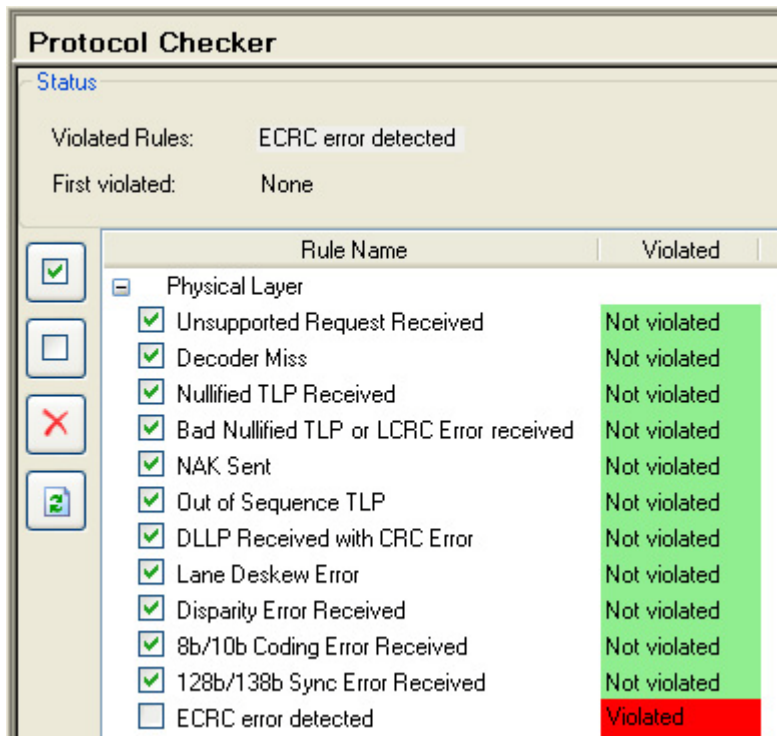 Protocol Checker
Status
Violated Rules: ECRC error detected
First violated: None
Rule Name Violated
Physical Layer
Unsupported Request Received Not violated
Decoder Miss Not violated
Nullified TLP Received Not violated
Bad Nullified TLP or LCRC Error received Not violated
NAK Sent Not violated
Out of Sequence TLP Not violated
DLLP Received with CRC Error Not violated
Lane Deskew Error Not violated
Disparity Error Received Not violated
8b/10b Coding Error Received Not violated
128b/138b Sync Error Received Not violated
ECRC error detected Violated